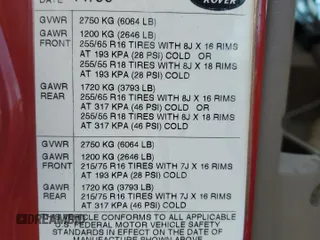 DATE
ROVER
GVWR 2750 KG (6064 LB)
GAWR 1200 KG (2646 LB)
FRONT 255/65 R16 TIRES WITH 8J X 16 RIMS
AT 193 KPA (28 PSI) COLD OR
255/55 R18 TIRES WITH 8J X 18 RIMS
AT 193 KPA (28 PSI) COLD
GAWR 1720 KG (3793 LB)
REAR 255/65 R16 TIRES WITH 8J X 16 RIMS
AT 317 KPA (46 PSI) COLD OR
255/55 R18 TIRES WITH 8J X 18 RIMS
AT 317 KPA (46 PSI) COLD
GVWR 2750 KG (6064 LB)
GAWR 1200 KG (2646 LB)
FRONT 215/75 R16 TIRES WITH 7J X 16 RIMS
AT 193 KPA (28 PSI) COLD
GAWR 1720 KG (3793 LB)
REAR 215/75 R16 TIRES WITH 7J X 16 RIMS
AT 317 KPA (46 PSI) COLD
VEHICLE CONFORMS TO ALL APPLICABLE
U.S. FEDERAL MOTOR VEHICLE SAFETY
STANDARDS IN EFFECT ON THE DATE OF
MANUFACTURE SHOWN ABOVE